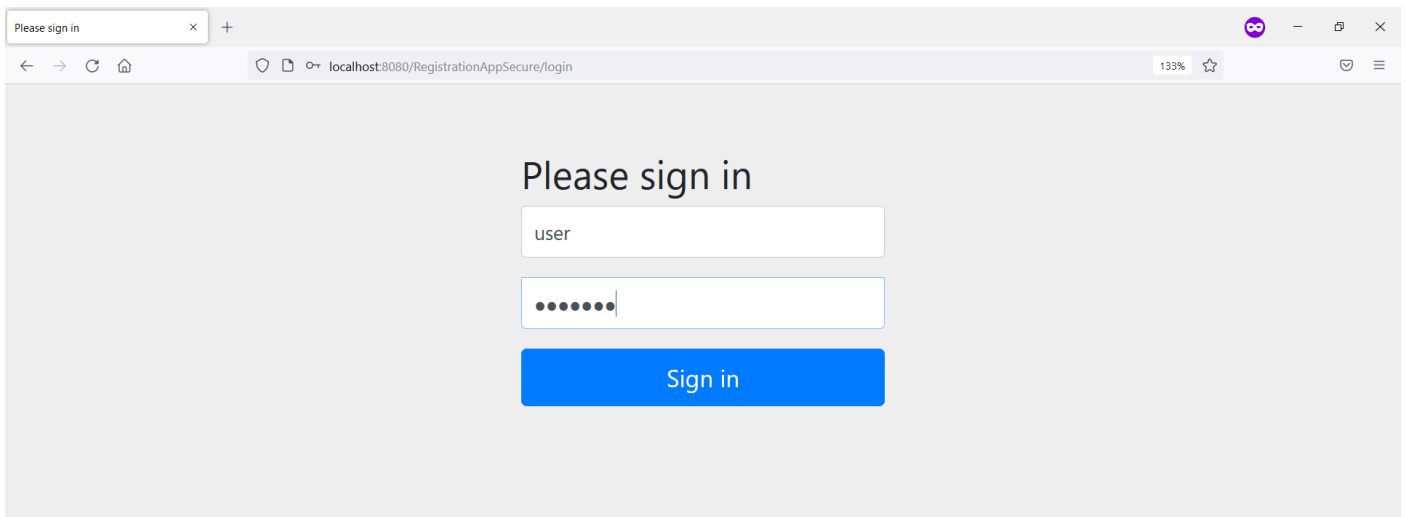 Please sign in
localhost:8080/RegistrationAppSecure/login
133%
Please sign in
user
•••••••
Sign in